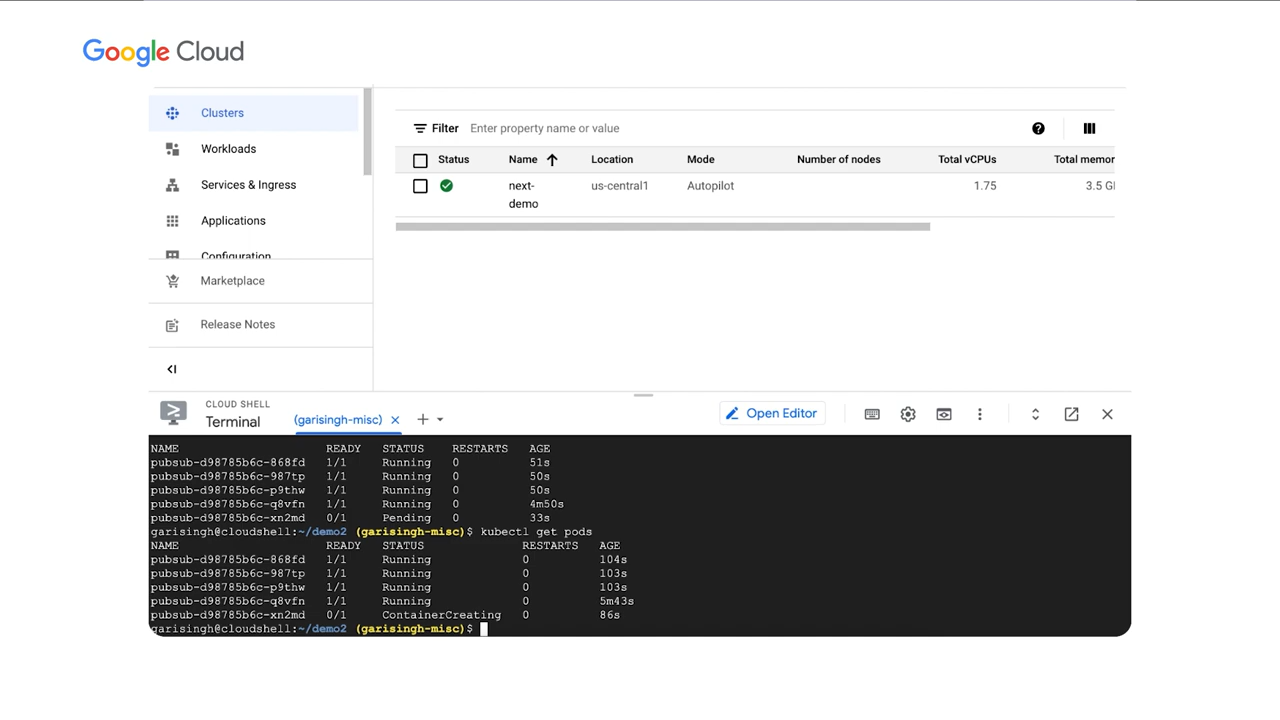 Google Cloud
Clusters
Workloads
Services & Ingress
Applications
Configuration
Marketplace
Release Notes
Filter Enter property name or value
Status Name Location Mode Number of nodes Total vCPUs Total memor
next- us-central1 Autopilot 1.75 3.5 GI
demo
CLOUD SHELL
Terminal (garisingh-misc) Open Editor
NAME READY STATUS RESTARTS AGE
pubsub-d98785b6c-868fd 1/1 Running 0 51s
pubsub-d98785b6c-987tp 1/1 Running 0 50s
pubsub-d98785b6c-p9thw 1/1 Running 0 50s
pubsub-d98785b6c-q8vfn 1/1 Running 0 4m50s
pubsub-d98785b6c-xn2md 0/1 Pending 0 33s
garisingh@cloudshell:~/demo2 (garisingh-misc)$ kubectl get pods
NAME READY STATUS RESTARTS AGE
pubsub-d98785b6c-868fd 1/1 Running 0 104s
pubsub-d98785b6c-987tp 1/1 Running 0 103s
pubsub-d98785b6c-p9thw 1/1 Running 0 103s
pubsub-d98785b6c-q8vfn 1/1 Running 0 5m43s
pubsub-d98785b6c-xn2md 0/1 ContainerCreating 0 86s
garisingh@cloudshell:~/demo2 (garisingh-misc)$